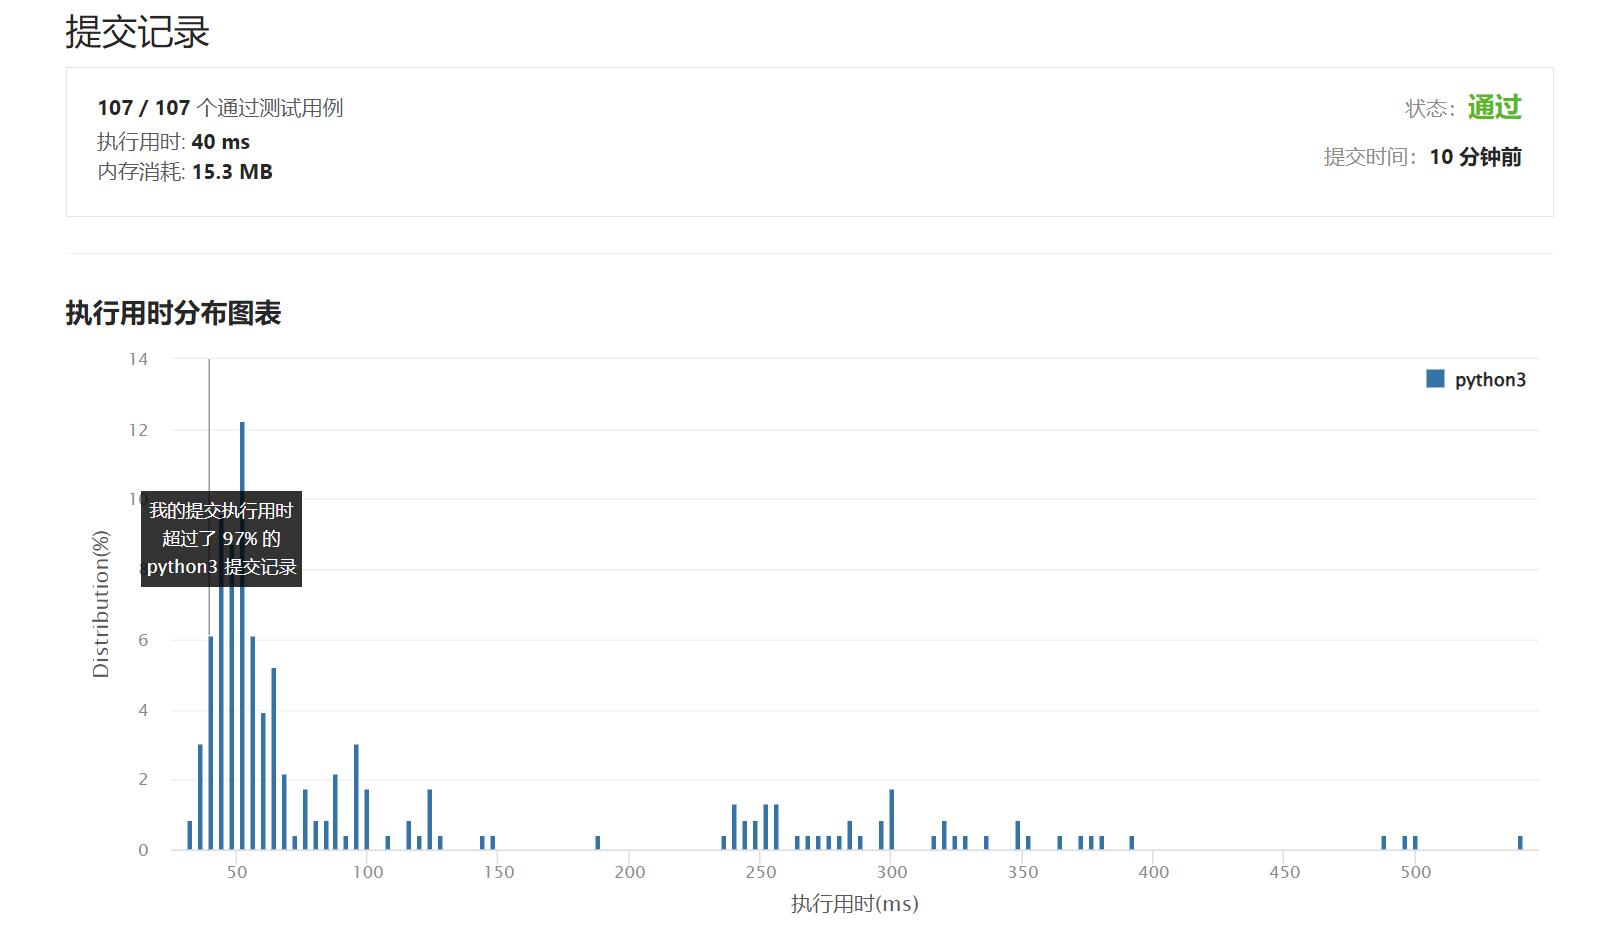 提交记录
107 / 107 个通过测试用例
状态：通过
执行用时: 40 ms
提交时间：10 分钟前
内存消耗: 15.3 MB
执行用时分布图表
14
python3
12
10
我的提交执行用时
超过了 97% 的
python3 提交记录
8
Distribution(%)
6
4
2
0
50 100 150 200 250 300 350 400 450 500
执行用时(ms)